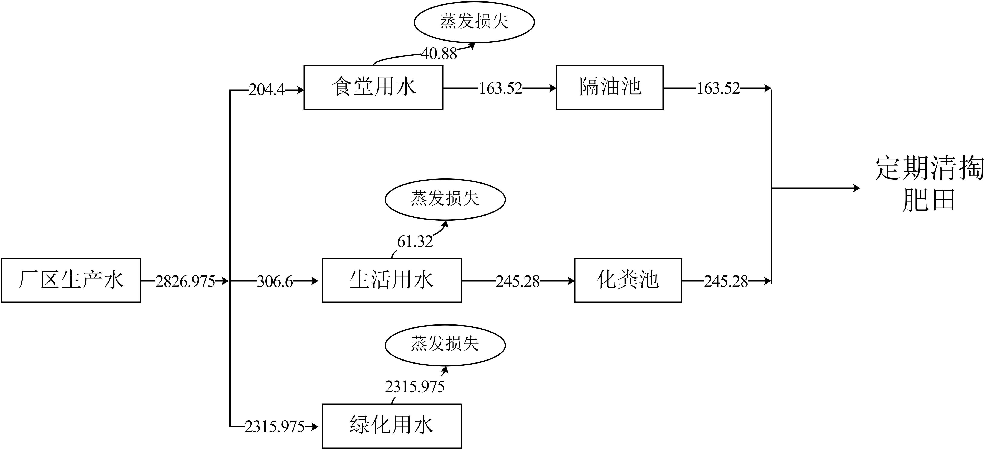 蒸发损失
40.88
204.4
食堂用水
163.52
隔油池
163.52
定期清掏
肥田
蒸发损失
61.32
厂区生产水
2826.975
306.6
生活用水
245.28
化粪池
245.28
蒸发损失
2315.975
2315.975
绿化用水